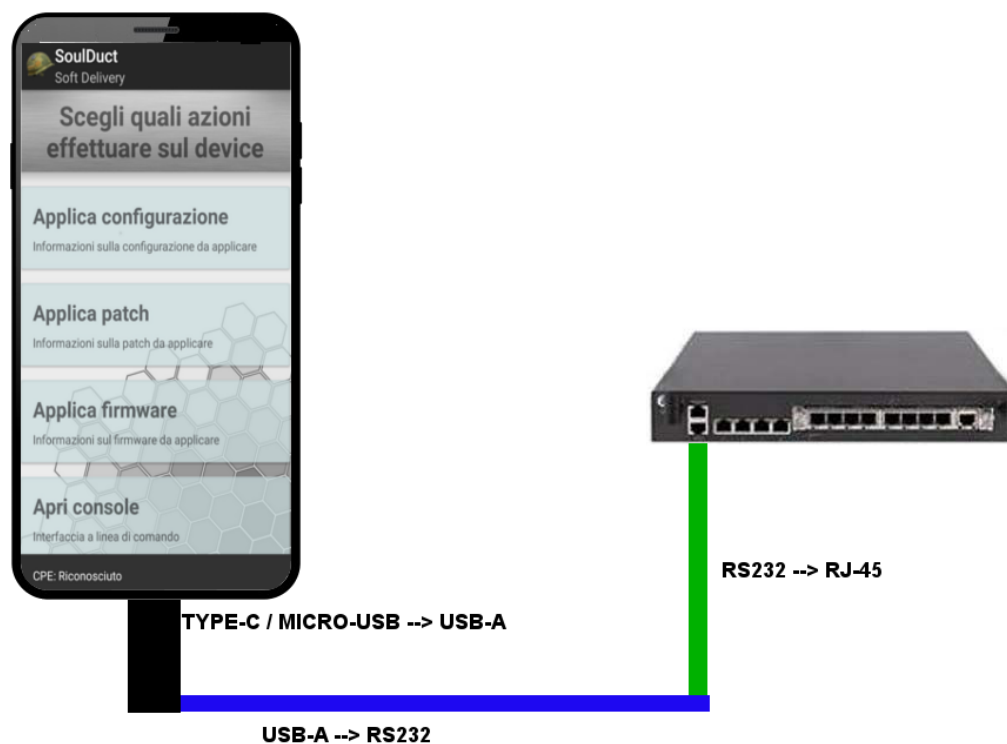 SoulDuct
Soft Delivery
Scegli quali azioni
effettuare sul device
Applica configurazione
Informazioni sulla configurazione da applicare
Applica patch
Informazioni sulla patch da applicare
Applica firmware
Informazioni sul firmware da applicare
Apri console
Interfaccia a linea di comando
CPE: Riconosciuto
TYPE-C / MICRO-USB --> USB-A
RS232 --> RJ-45
USB-A --> RS232